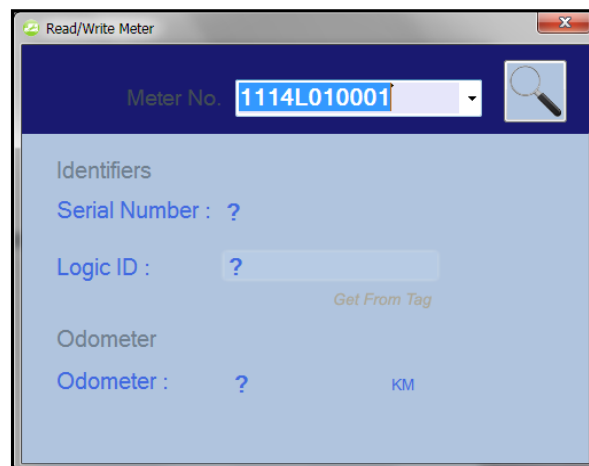 Read/Write Meter
Meter No. 1114L010001
Identifiers
Serial Number : ?
Logic ID : ?
Get From Tag
Odometer
Odometer : ? KM